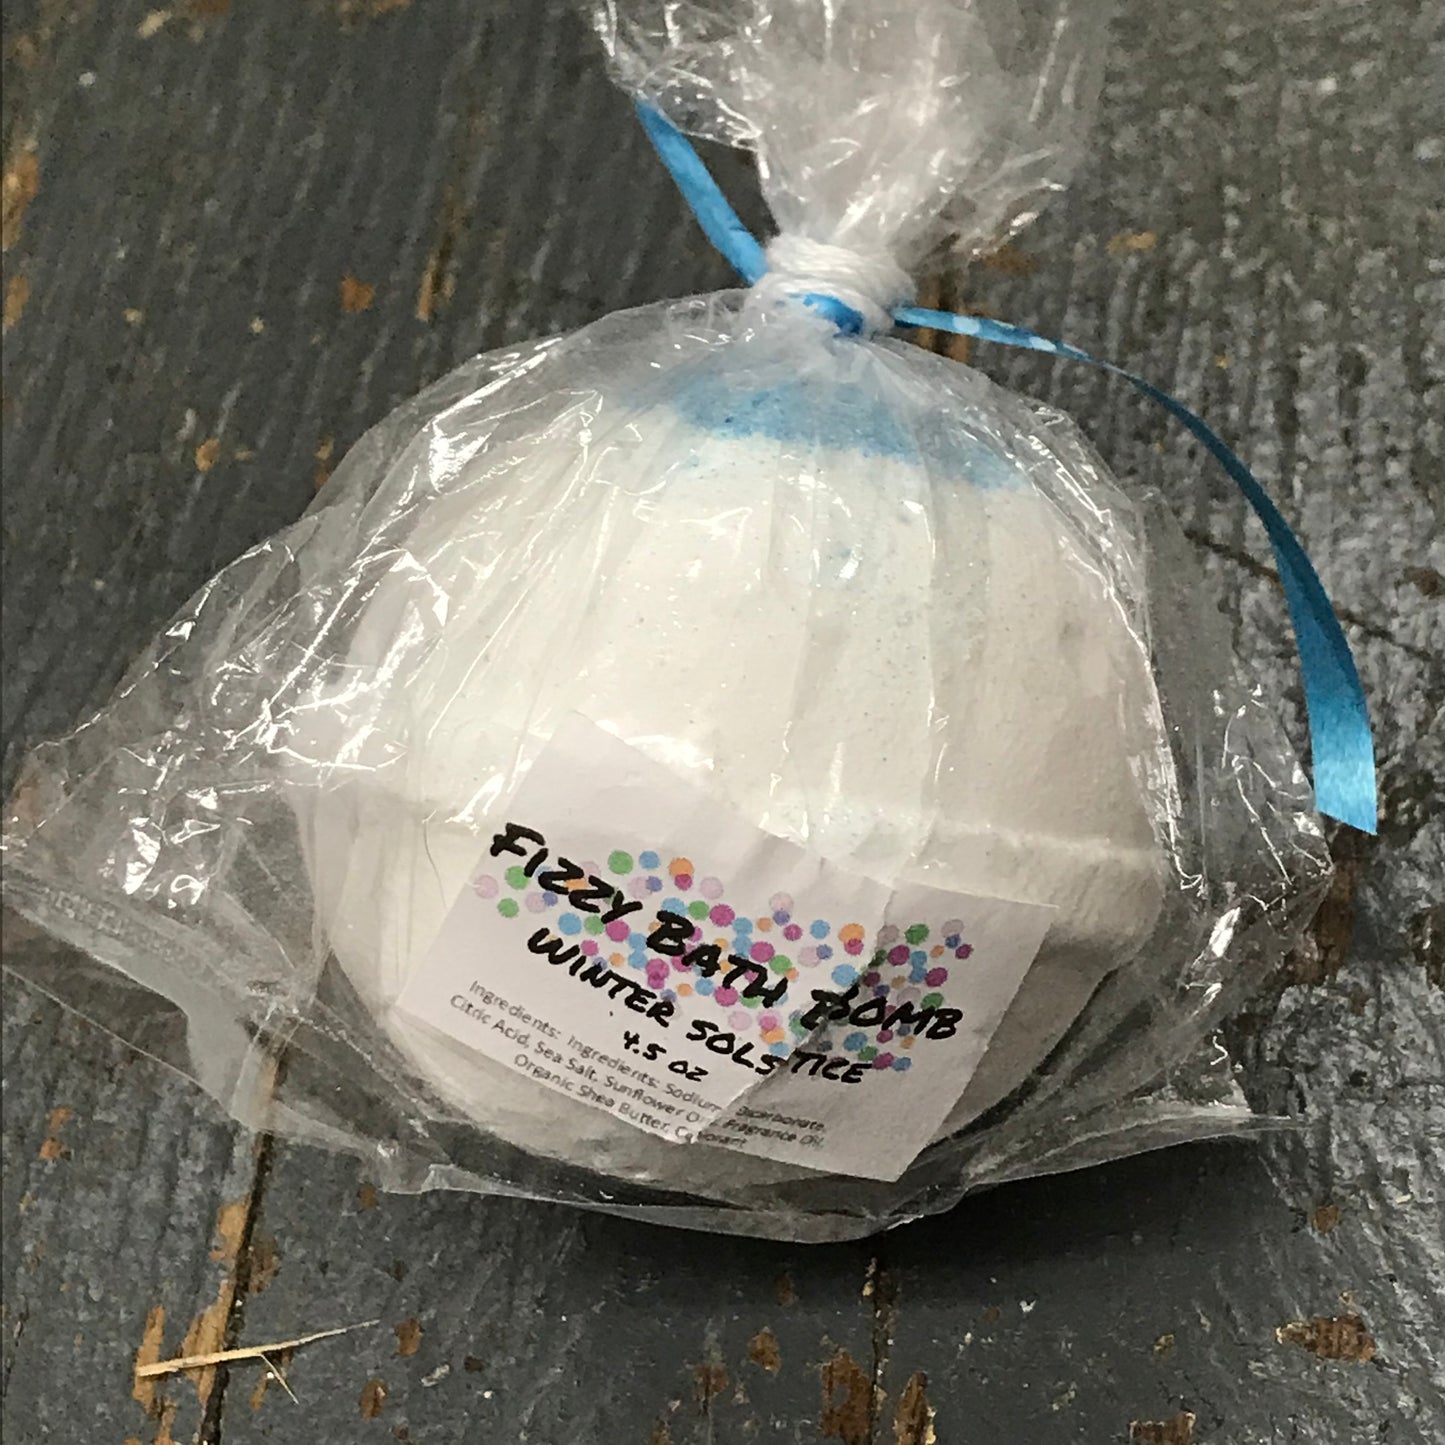 FIZZY BATH BOMB
WINTER SOLSTICE
4.5 OZ
Ingredients: Ingredients: Sodium Bicarbonate,
Citric Acid, Sea Salt, Sunflower Oil, Fragrance Oil,
Organic Shea Butter, Colorant